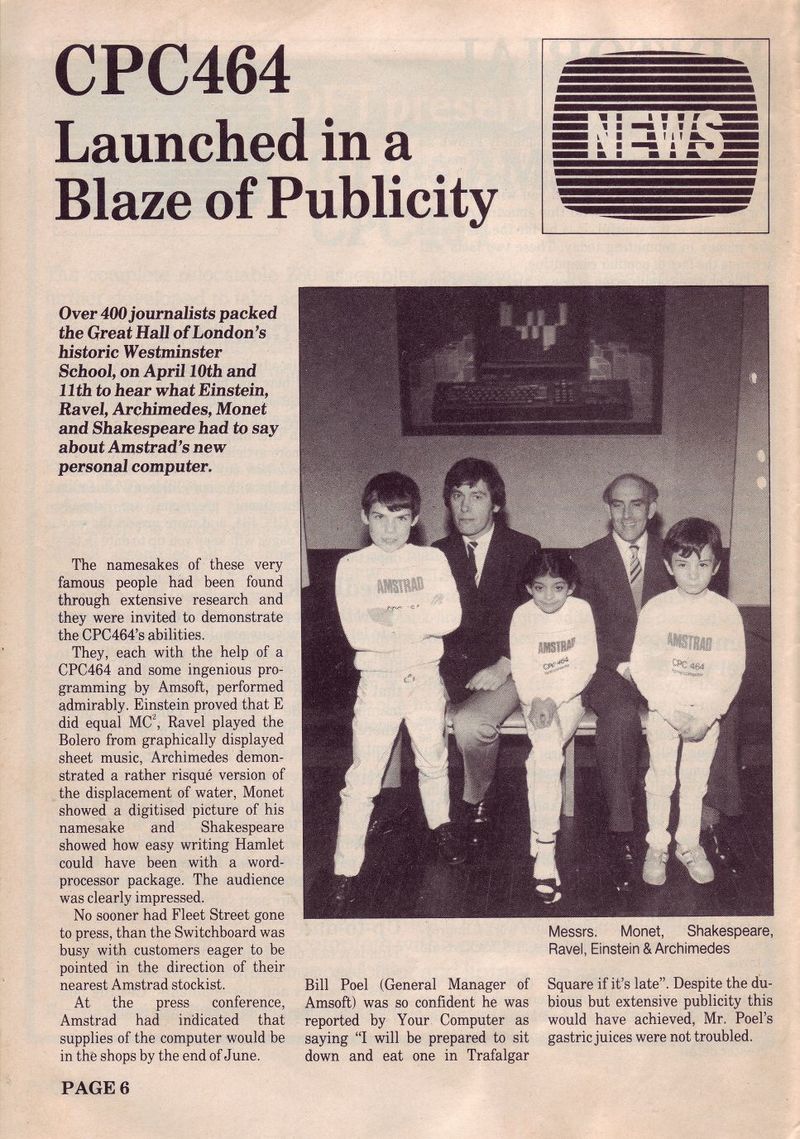 CPC464
Launched in a
Blaze of Publicity
NEWS
Over 400 journalists packed
the Great Hall of London's
historic Westminster
School, on April 10th and
11th to hear what Einstein,
Ravel, Archimedes, Monet
and Shakespeare had to say
about Amstrad's new
personal computer.
The namesakes of these very
famous people had been found
through extensive research and
they were invited to demonstrate
the CPC464's abilities.
They, each with the help of a
CPC464 and some ingenious pro-
gramming by Amsoft, performed
admirably. Einstein proved that E
did equal MC², Ravel played the
Bolero from graphically displayed
sheet music, Archimedes demon-
strated a rather risqué version of
the displacement of water, Monet
showed a digitised picture of his
namesake and Shakespeare
showed how easy writing Hamlet
could have been with a word-
processor package. The audience
was clearly impressed.
No sooner had Fleet Street gone
to press, than the Switchboard was
busy with customers eager to be
pointed in the direction of their
nearest Amstrad stockist.
At the press conference,
Amstrad had indicated that
supplies of the computer would be
in the shops by the end of June.
AMSTRAD
AMSTRAD
CPC 464
AMSTRAD
CPC 464
Messrs. Monet, Shakespeare,
Ravel, Einstein & Archimedes
Bill Poel (General Manager of
Amsoft) was so confident he was
reported by Your Computer as
saying “I will be prepared to sit
down and eat one in Trafalgar
Square if it's late”. Despite the du-
bious but extensive publicity this
would have achieved, Mr. Poel's
gastric juices were not troubled.
PAGE 6